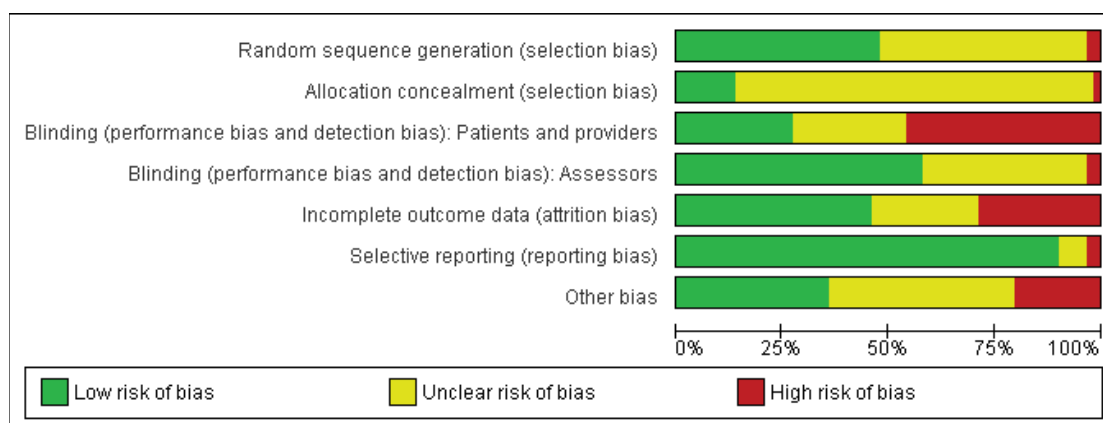 Random sequence generation (selection bias)
Allocation concealment (selection bias)
Blinding (performance bias and detection bias): Patients and providers
Blinding (performance bias and detection bias): Assessors
Incomplete outcome data (attrition bias)
Selective reporting (reporting bias)
Other bias
0% 25% 50% 75% 100%
Low risk of bias Unclear risk of bias High risk of bias